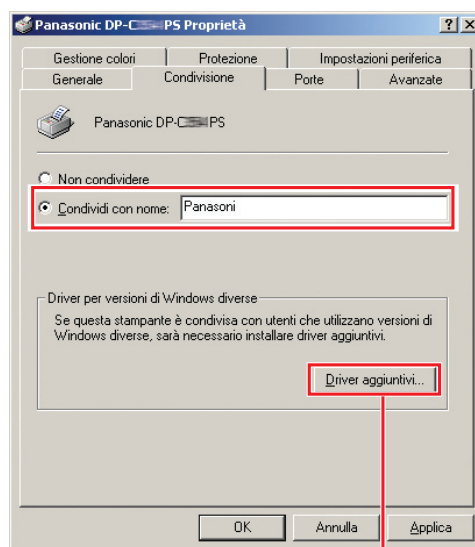 Panasonic DP-C PS Proprietà
Gestione colori Protezione Impostazioni periferica
Generale Condivisione Porte Avanzate
Panasonic DP-C PS
Non condividere
Condividi con nome: Panasoni
Driver per versioni di Windows diverse
Se questa stampante è condivisa con utenti che utilizzano versioni di
Windows diverse, sarà necessario installare driver aggiuntivi.
Driver aggiuntivi...
OK Annulla Applica